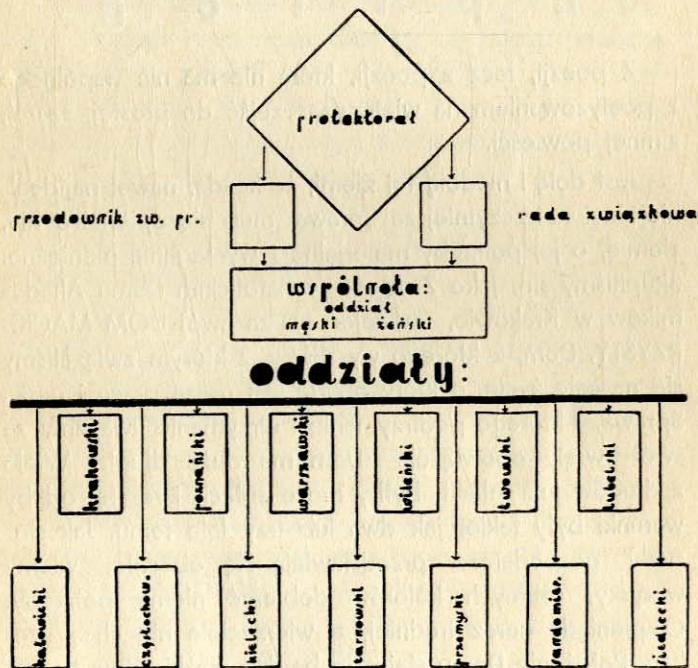 protektorat
przodownik zw. pr.
rada związkowa
wspólnota:
oddział
męski żeński
oddziały:
krakowski
poznański
warszawski
wileński
lwowski
lubelski
katowicki
częstochow.
kielecki
tarnowski
przemyski
sandomier.
siedlecki